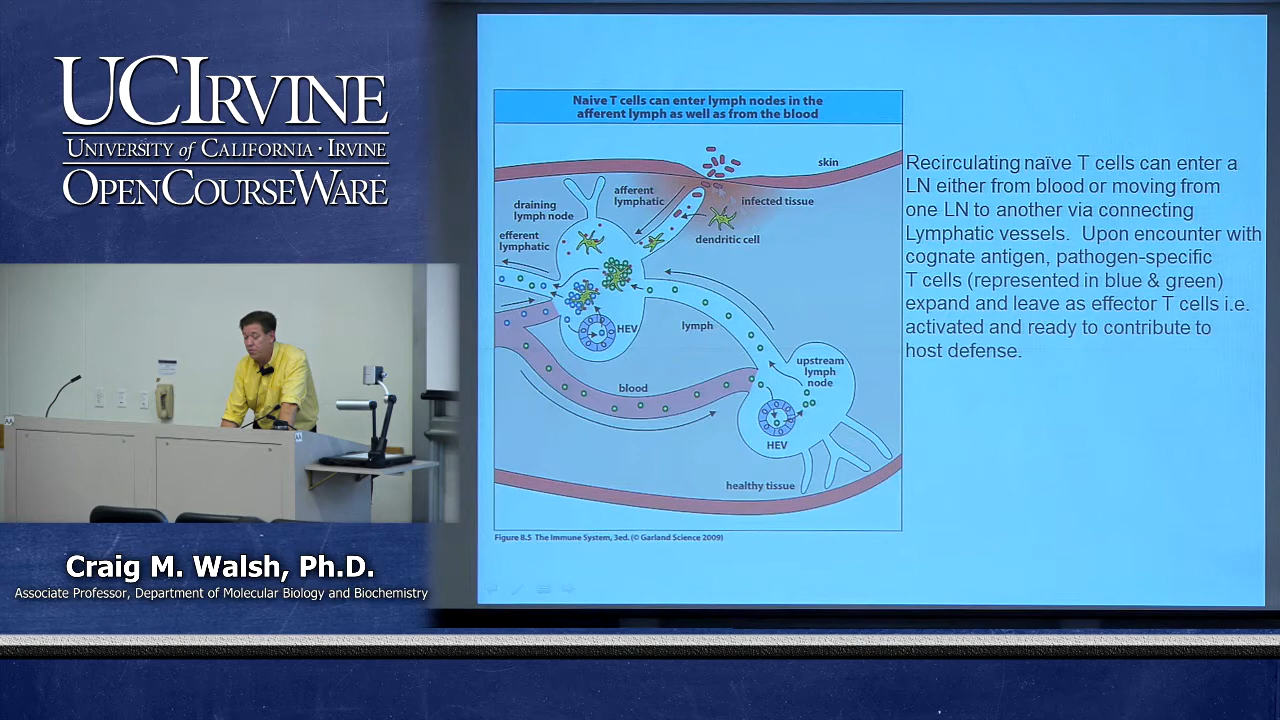 UCIRVINE
UNIVERSITY of CALIFORNIA · IRVINE
OPENCOURSEWARE
Craig M. Walsh, Ph.D.
Associate Professor, Department of Molecular Biology and Biochemistry
Naive T cells can enter lymph nodes in the
afferent lymph as well as from the blood
skin
afferent
lymphatic
infected tissue
draining
lymph node
efferent
lymphatic
dendritic cell
HEV
lymph
upstream
lymph
node
blood
HEV
healthy tissue
Figure 8.5 The Immune System, 3ed. (© Garland Science 2009)
Recirculating naïve T cells can enter a
LN either from blood or moving from
one LN to another via connecting
Lymphatic vessels. Upon encounter with
cognate antigen, pathogen-specific
T cells (represented in blue & green)
expand and leave as effector T cells i.e.
activated and ready to contribute to
host defense.